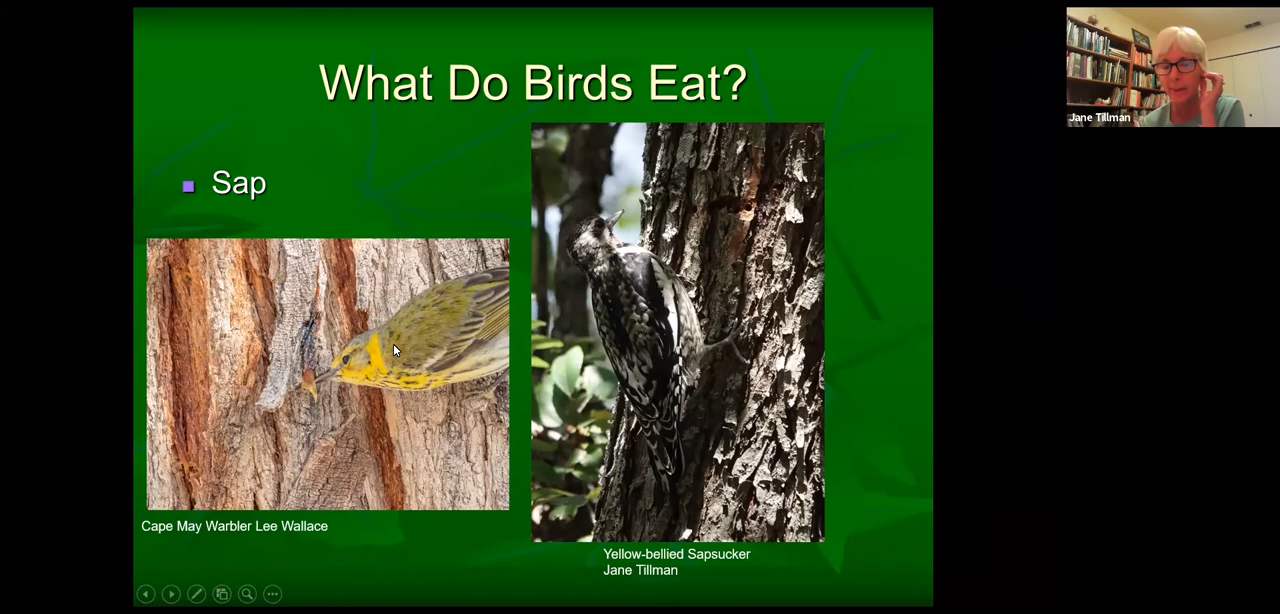 What Do Birds Eat?
Jane Tillman
Sap
Cape May Warbler Lee Wallace
Yellow-bellied Sapsucker
Jane Tillman